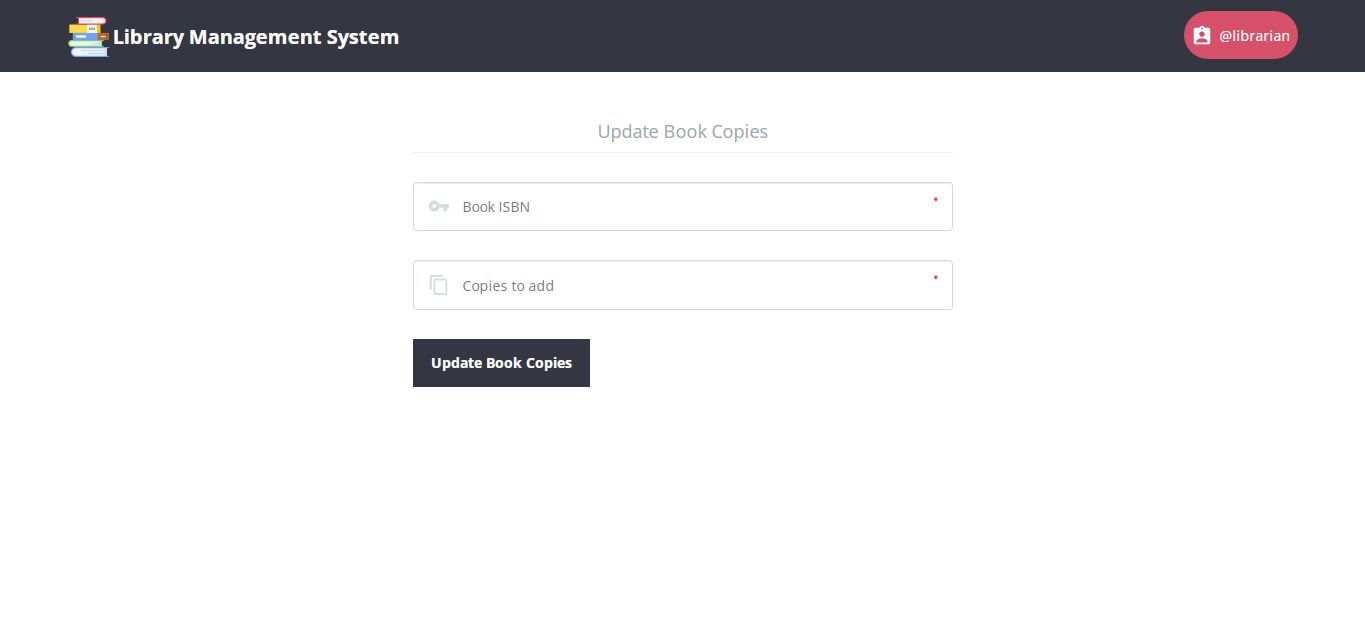 Library Management System
@librarian
Update Book Copies
Book ISBN
Copies to add
Update Book Copies